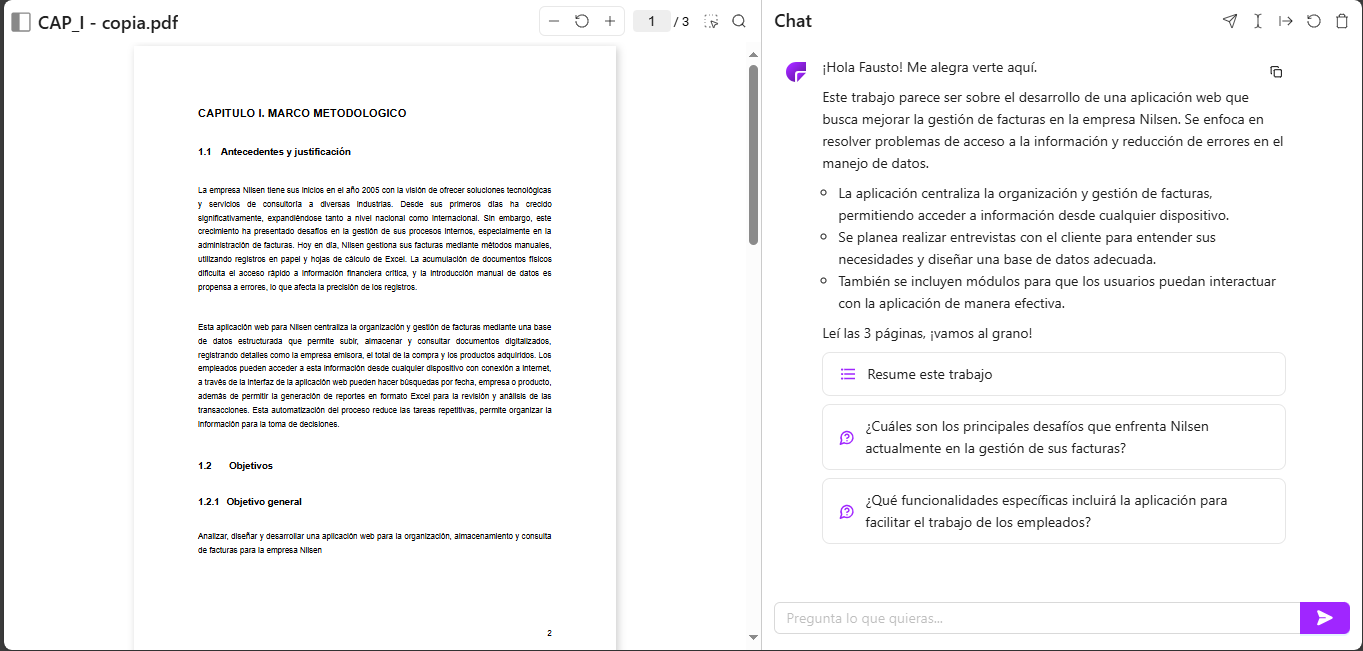 CAP_I - copia.pdf
1 / 3
CAPITULO I. MARCO METODOLOGICO
1.1 Antecedentes y justificación
La empresa Nilsen tiene sus inicios en el año 2005 con la visión de ofrecer soluciones tecnológicas
y servicios de consultoría a diversas industrias. Desde sus primeros días ha crecido
significativamente, expandiéndose tanto a nivel nacional como internacional. Sin embargo, este
crecimiento ha presentado desafíos en la gestión de sus procesos internos, especialmente en la
administración de facturas. Hoy en día, Nilsen gestiona sus facturas mediante métodos manuales,
utilizando registros en papel y hojas de cálculo de Excel. La acumulación de documentos físicos
dificulta el acceso rápido a información financiera crítica, y la introducción manual de datos es
propensa a errores, lo que afecta la precisión de los registros.
Esta aplicación web para Nilsen centraliza la organización y gestión de facturas mediante una base
de datos estructurada que permite subir, almacenar y consultar documentos digitalizados,
registrando detalles como la empresa emisora, el total de la compra y los productos adquiridos. Los
empleados pueden acceder a esta información desde cualquier dispositivo con conexión a internet,
a través de la interfaz de la aplicación web pueden hacer búsquedas por fecha, empresa o producto,
además de permitir la generación de reportes en formato Excel para la revisión y análisis de las
transacciones. Esta automatización del proceso reduce las tareas repetitivas, permite organizar la
información para la toma de decisiones.
1.2 Objetivos
1.2.1 Objetivo general
Analizar, diseñar y desarrollar una aplicación web para la organización, almacenamiento y consulta
de facturas para la empresa Nilsen
2
Chat
¡Hola Fausto! Me alegra verte aquí.
Este trabajo parece ser sobre el desarrollo de una aplicación web que
busca mejorar la gestión de facturas en la empresa Nilsen. Se enfoca en
resolver problemas de acceso a la información y reducción de errores en el
manejo de datos.
La aplicación centraliza la organización y gestión de facturas,
permitiendo acceder a información desde cualquier dispositivo.
Se planea realizar entrevistas con el cliente para entender sus
necesidades y diseñar una base de datos adecuada.
También se incluyen módulos para que los usuarios puedan interactuar
con la aplicación de manera efectiva.
Leí las 3 páginas, ¡vamos al grano!
Resume este trabajo
¿Cuáles son los principales desafíos que enfrenta Nilsen
actualmente en la gestión de sus facturas?
¿Qué funcionalidades específicas incluirá la aplicación para
facilitar el trabajo de los empleados?
Pregunta lo que quieras...